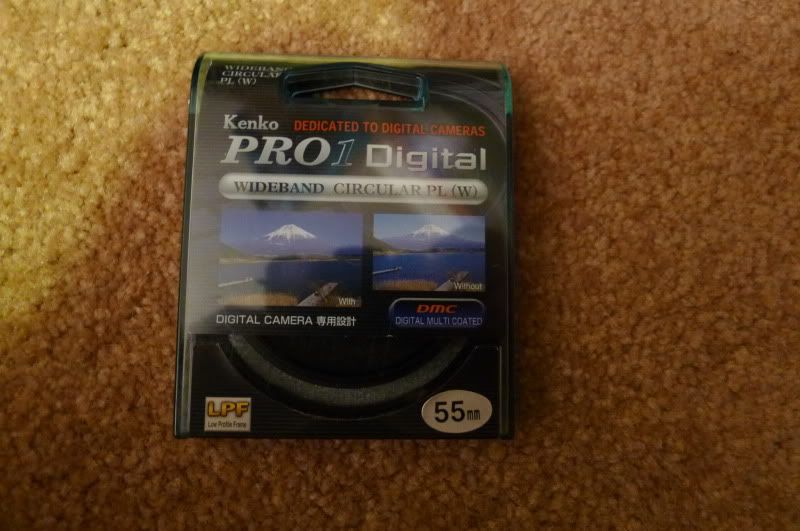 WIDEBAND
CIRCULAR
PL (W)
Kenko DEDICATED TO DIGITAL CAMERAS
PRO1 Digital
WIDEBAND CIRCULAR PL (W)
With
Without
DIGITAL CAMERA 専用設計
DMC
DIGITAL MULTI COATED
LPF
Low Profile Frame
55mm